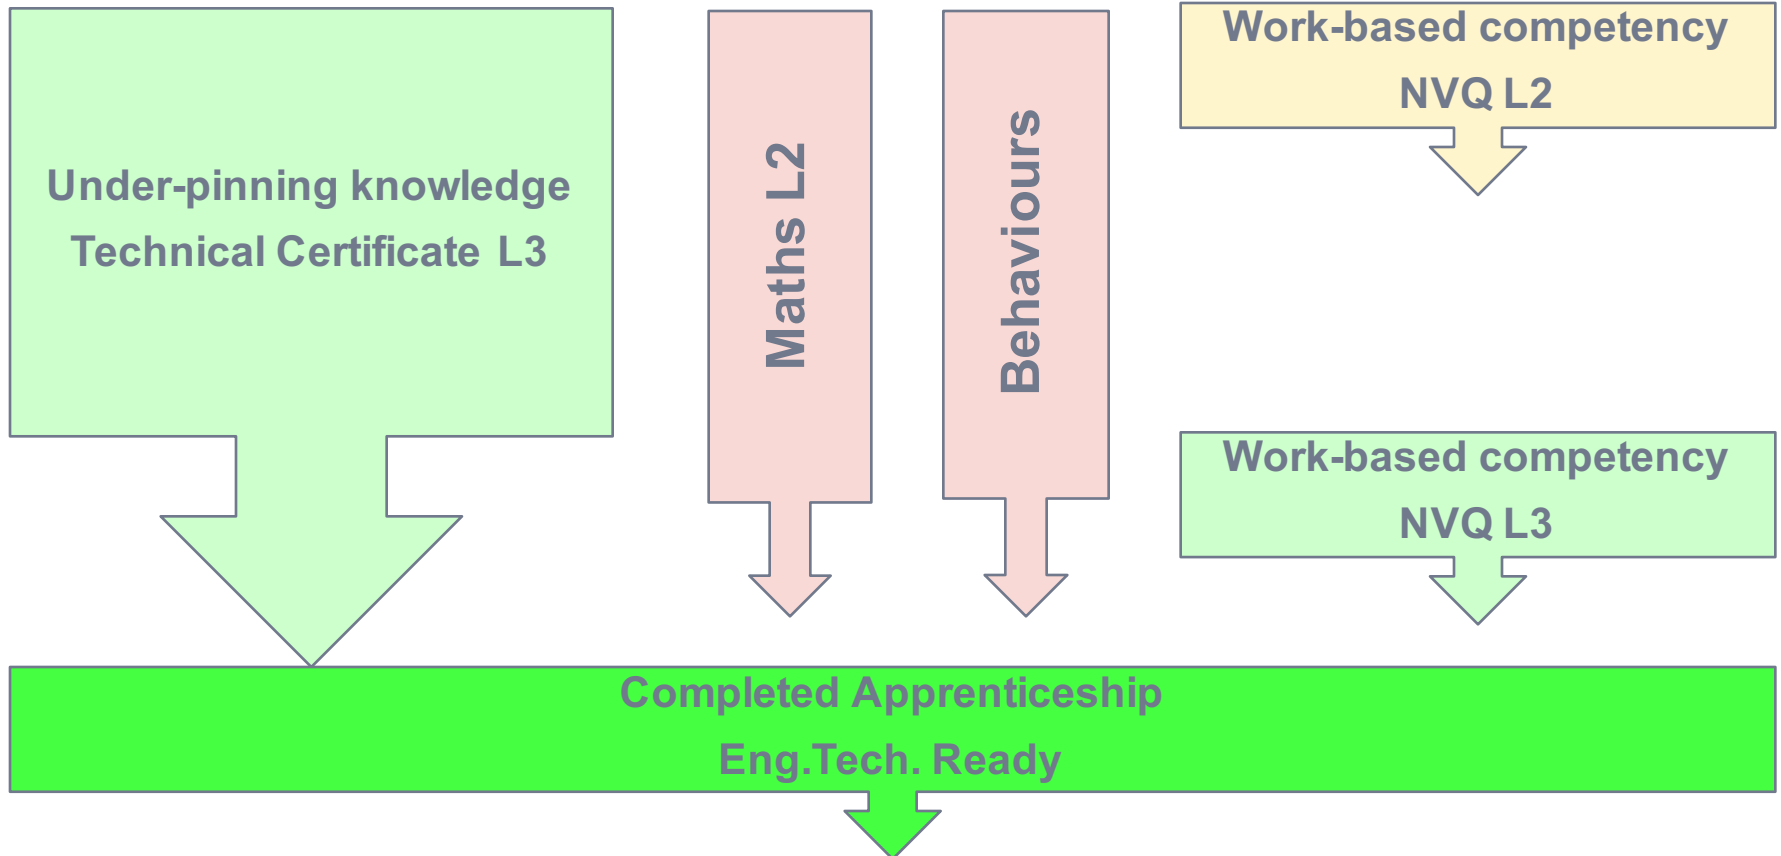 Under-pinning knowledge
Technical Certificate L3
Maths L2
Behaviours
Work-based competency
NVQ L2
Work-based competency
NVQ L3
Completed Apprenticeship
Eng.Tech. Ready